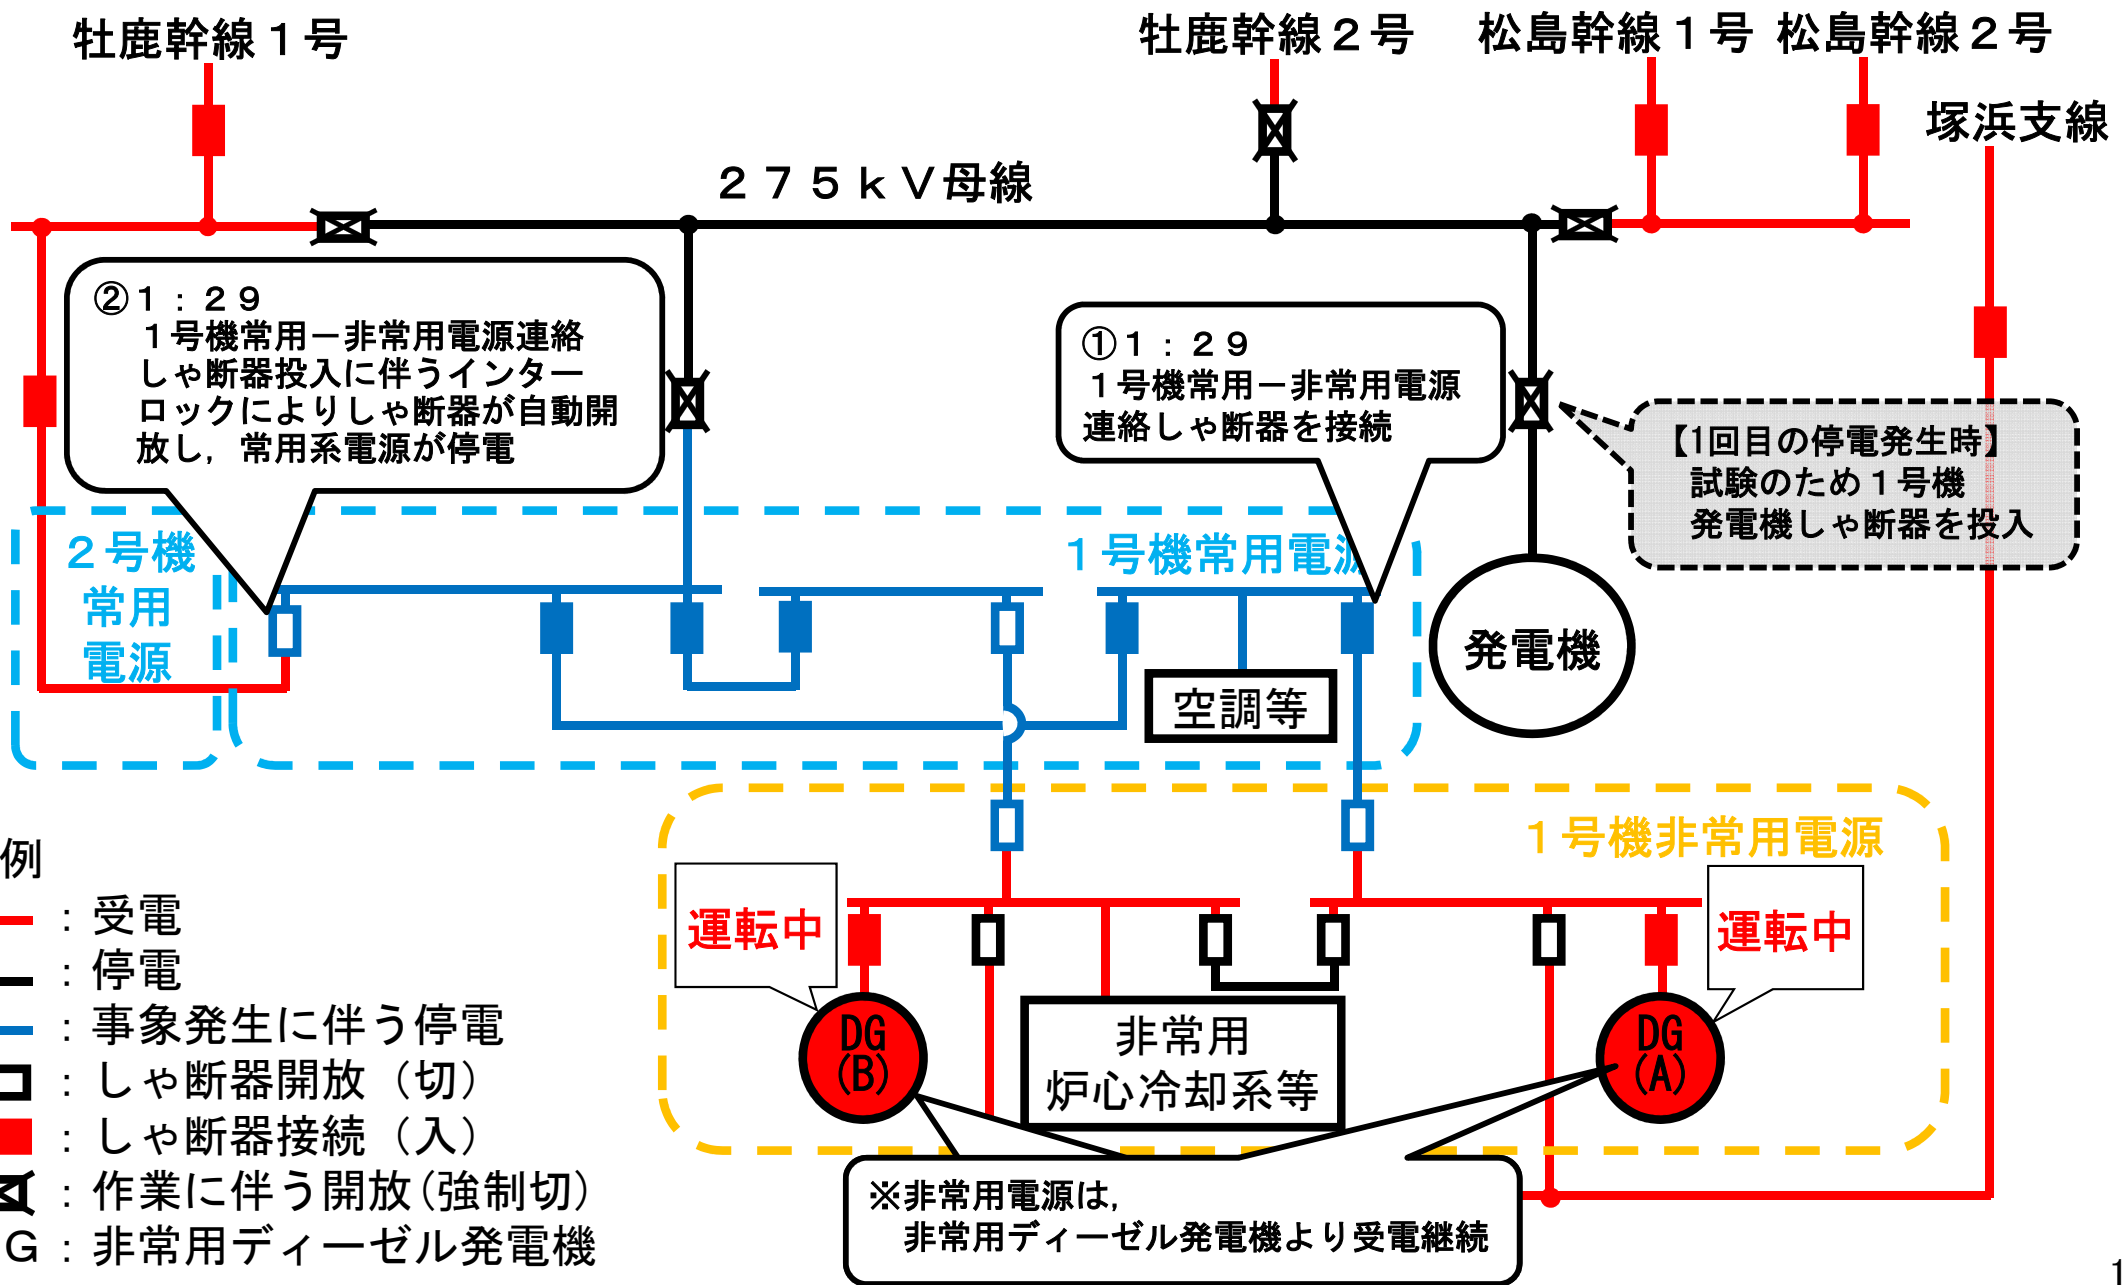 牡鹿幹線１号
牡鹿幹線２号
松島幹線１号
松島幹線２号
塚浜支線
２７５ｋＶ母線
②１：２９
１号機常用－非常用電源連絡
しゃ断器投入に伴うインター
ロックによりしゃ断器が自動開
放し，常用系電源が停電
①１：２９
１号機常用－非常用電源
連絡しゃ断器を接続
【1回目の停電発生時】
試験のため１号機
発電機しゃ断器を投入
２号機
常用
電源
１号機常用電源
発電機
空調等
１号機非常用電源
運転中
運転中
DG
(B)
DG
(A)
非常用
炉心冷却系等
※非常用電源は，
非常用ディーゼル発電機より受電継続
例
：受電
：停電
：事象発生に伴う停電
：しゃ断器開放（切）
：しゃ断器接続（入）
：作業に伴う開放(強制切)
Ｇ：非常用ディーゼル発電機
1